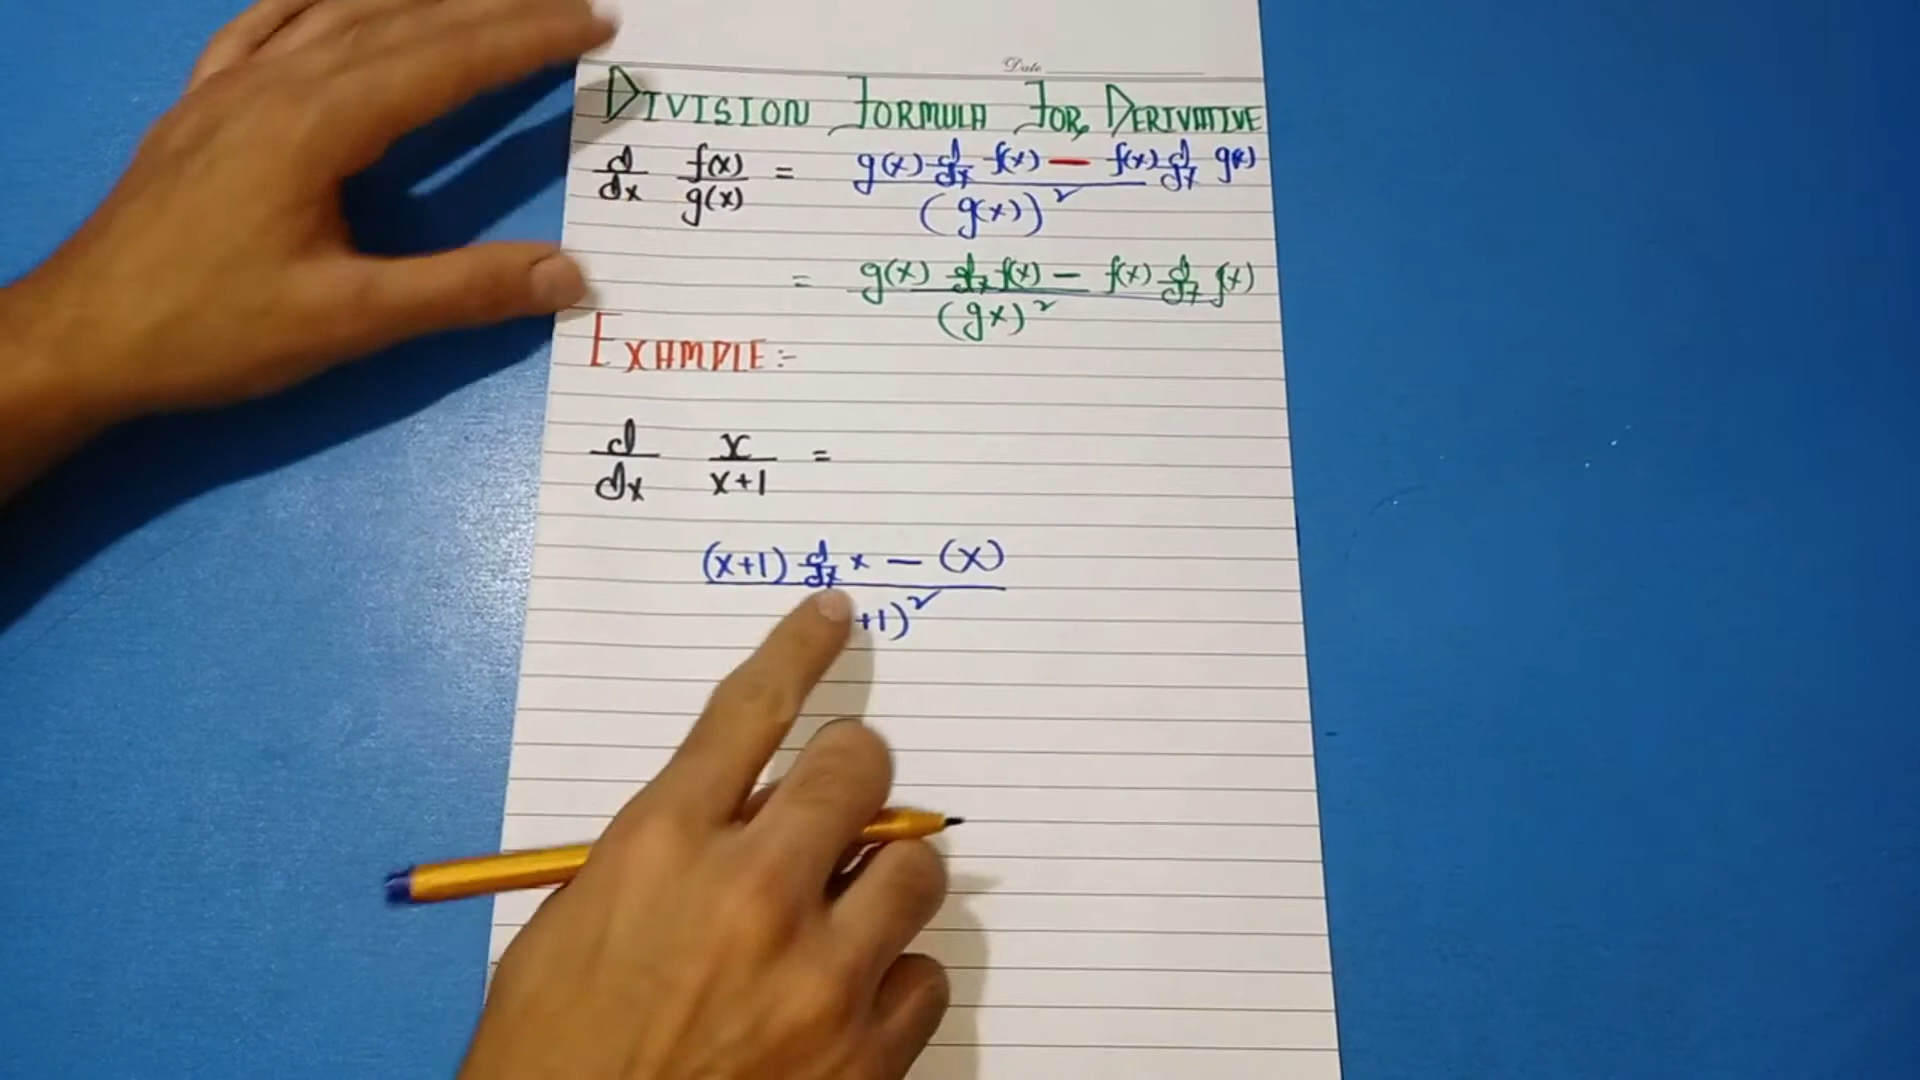 Date
DIVISION FORMULA FOR DERIVATIVE
d/dx f(x)/g(x) = g(x) d/dx f(x) — f(x) d/dx g(x) / (g(x))²
= g(x) d/dx f(x) — f(x) d/dx g(x) / (gx)²
EXAMPLE:-
d/dx x/x+1 =
(x+1) d/dx x — (x) / +1)²